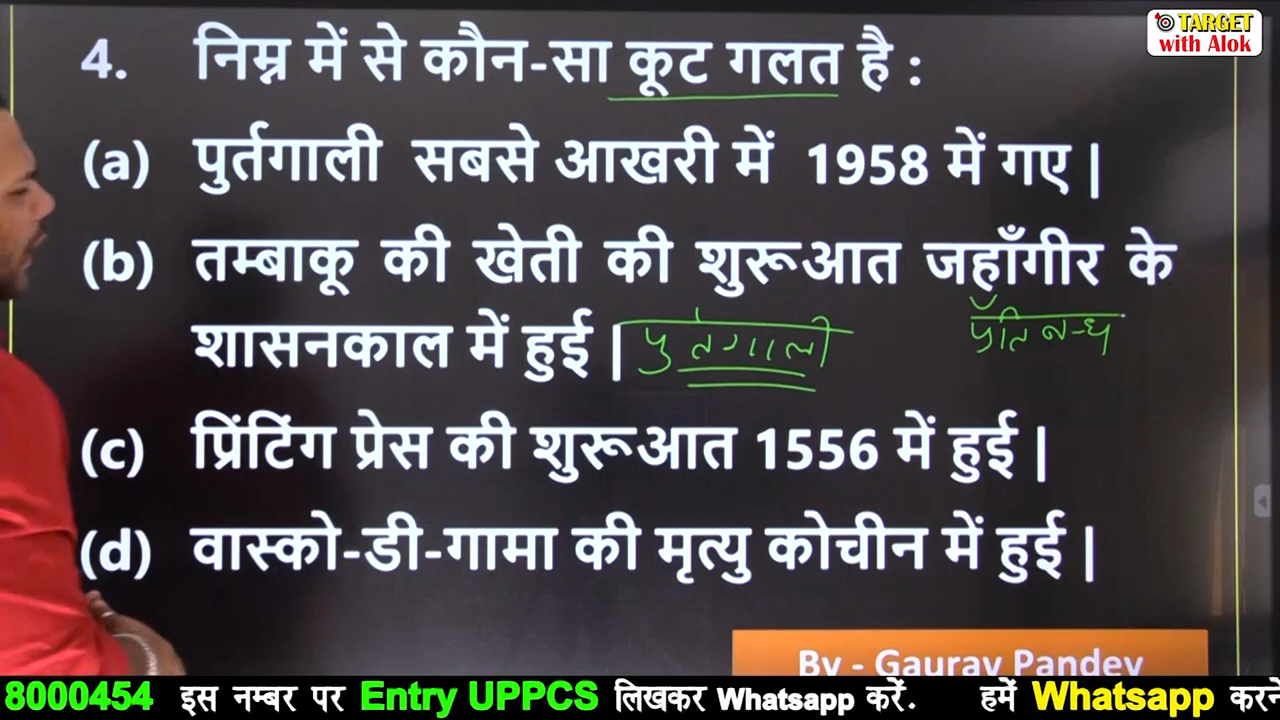 TARGET
with Alok
4. निम्न में से कौन-सा कूट गलत है :
(a) पुर्तगाली सबसे आखरी में 1958 में गए |
(b) तम्बाकू की खेती की शुरूआत जहाँगीर के
प्रतिबन्ध
शासनकाल में हुई | पुर्तगाली
(c) प्रिंटिंग प्रेस की शुरूआत 1556 में हुई |
(d) वास्को-डी-गामा की मृत्यु कोचीन में हुई |
By - Gaurav Pandey
8000454 इस नम्बर पर Entry UPPCS लिखकर Whatsapp करें. हमें Whatsapp करने